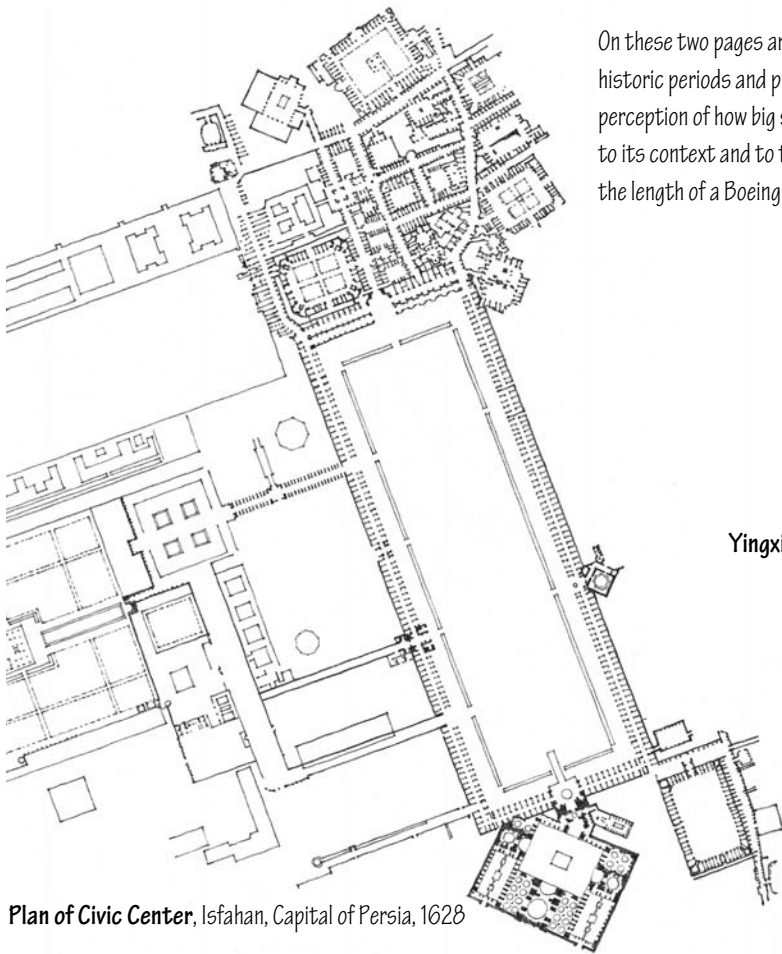 On these two pages ar
historic periods and p
perception of how big s
to its context and to t
the length of a Boeing
Yingxi
Plan of Civic Center, Isfahan, Capital of Persia, 1628